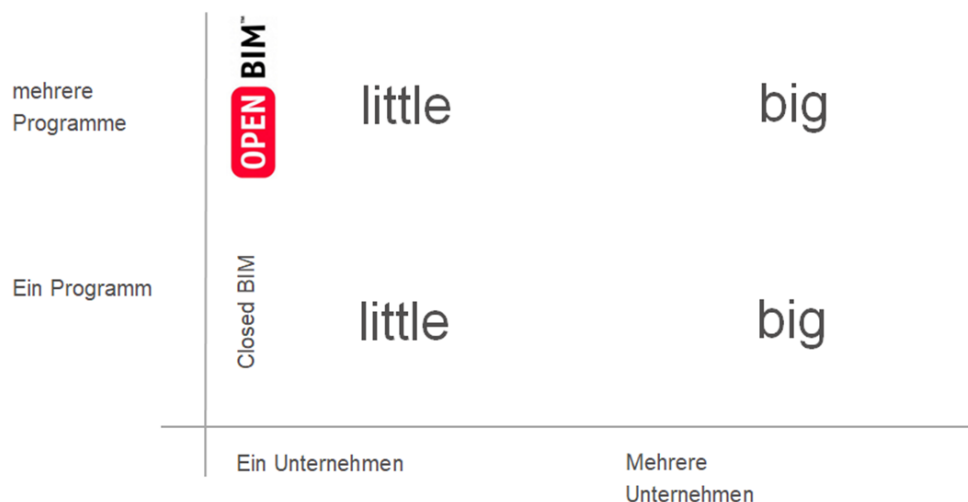 mehrere
Programme
OPEN BIM™
little
big
Ein Programm
Closed BIM
little
big
Ein Unternehmen
Mehrere
Unternehmen